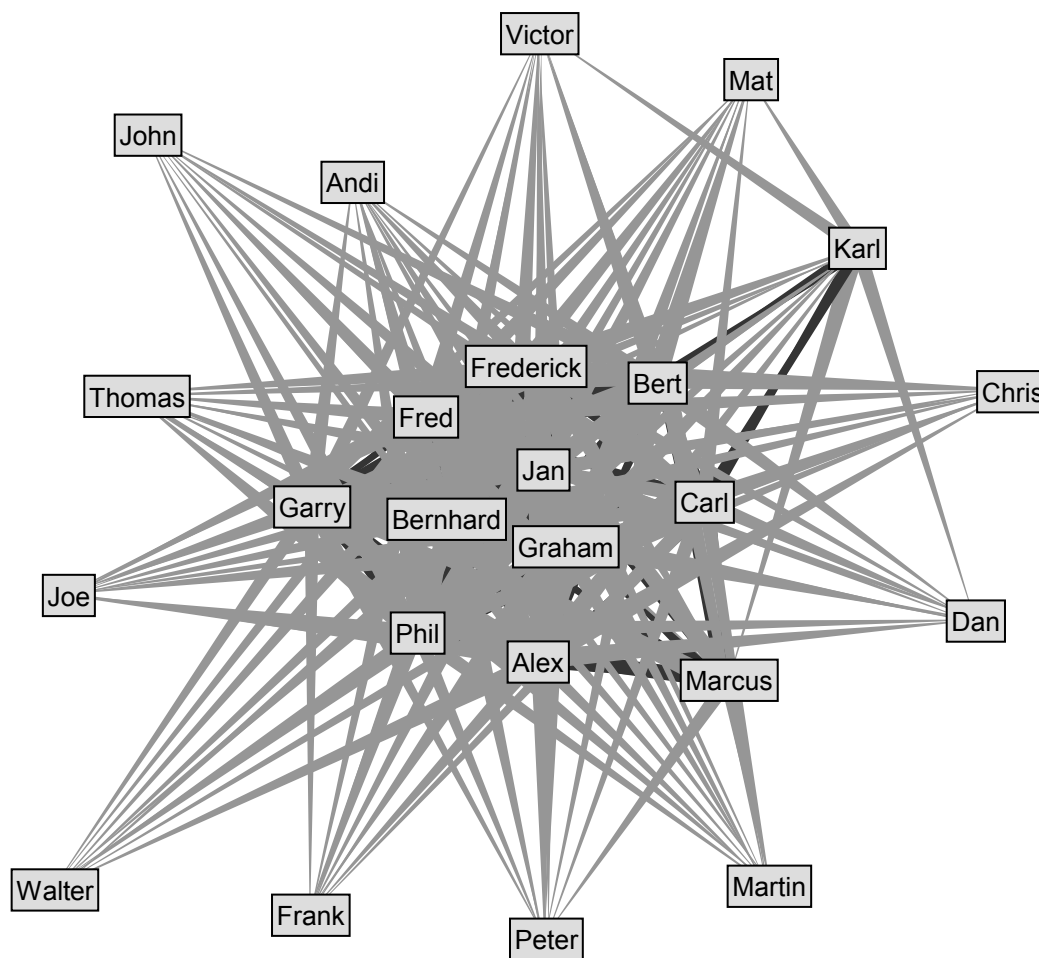 Victor
Mat
John
Andi
Karl
Frederick
Bert
Chris
Thomas
Fred
Jan
Garry
Carl
Bernhard
Graham
Joe
Dan
Phil
Alex
Marcus
Walter
Martin
Frank
Peter